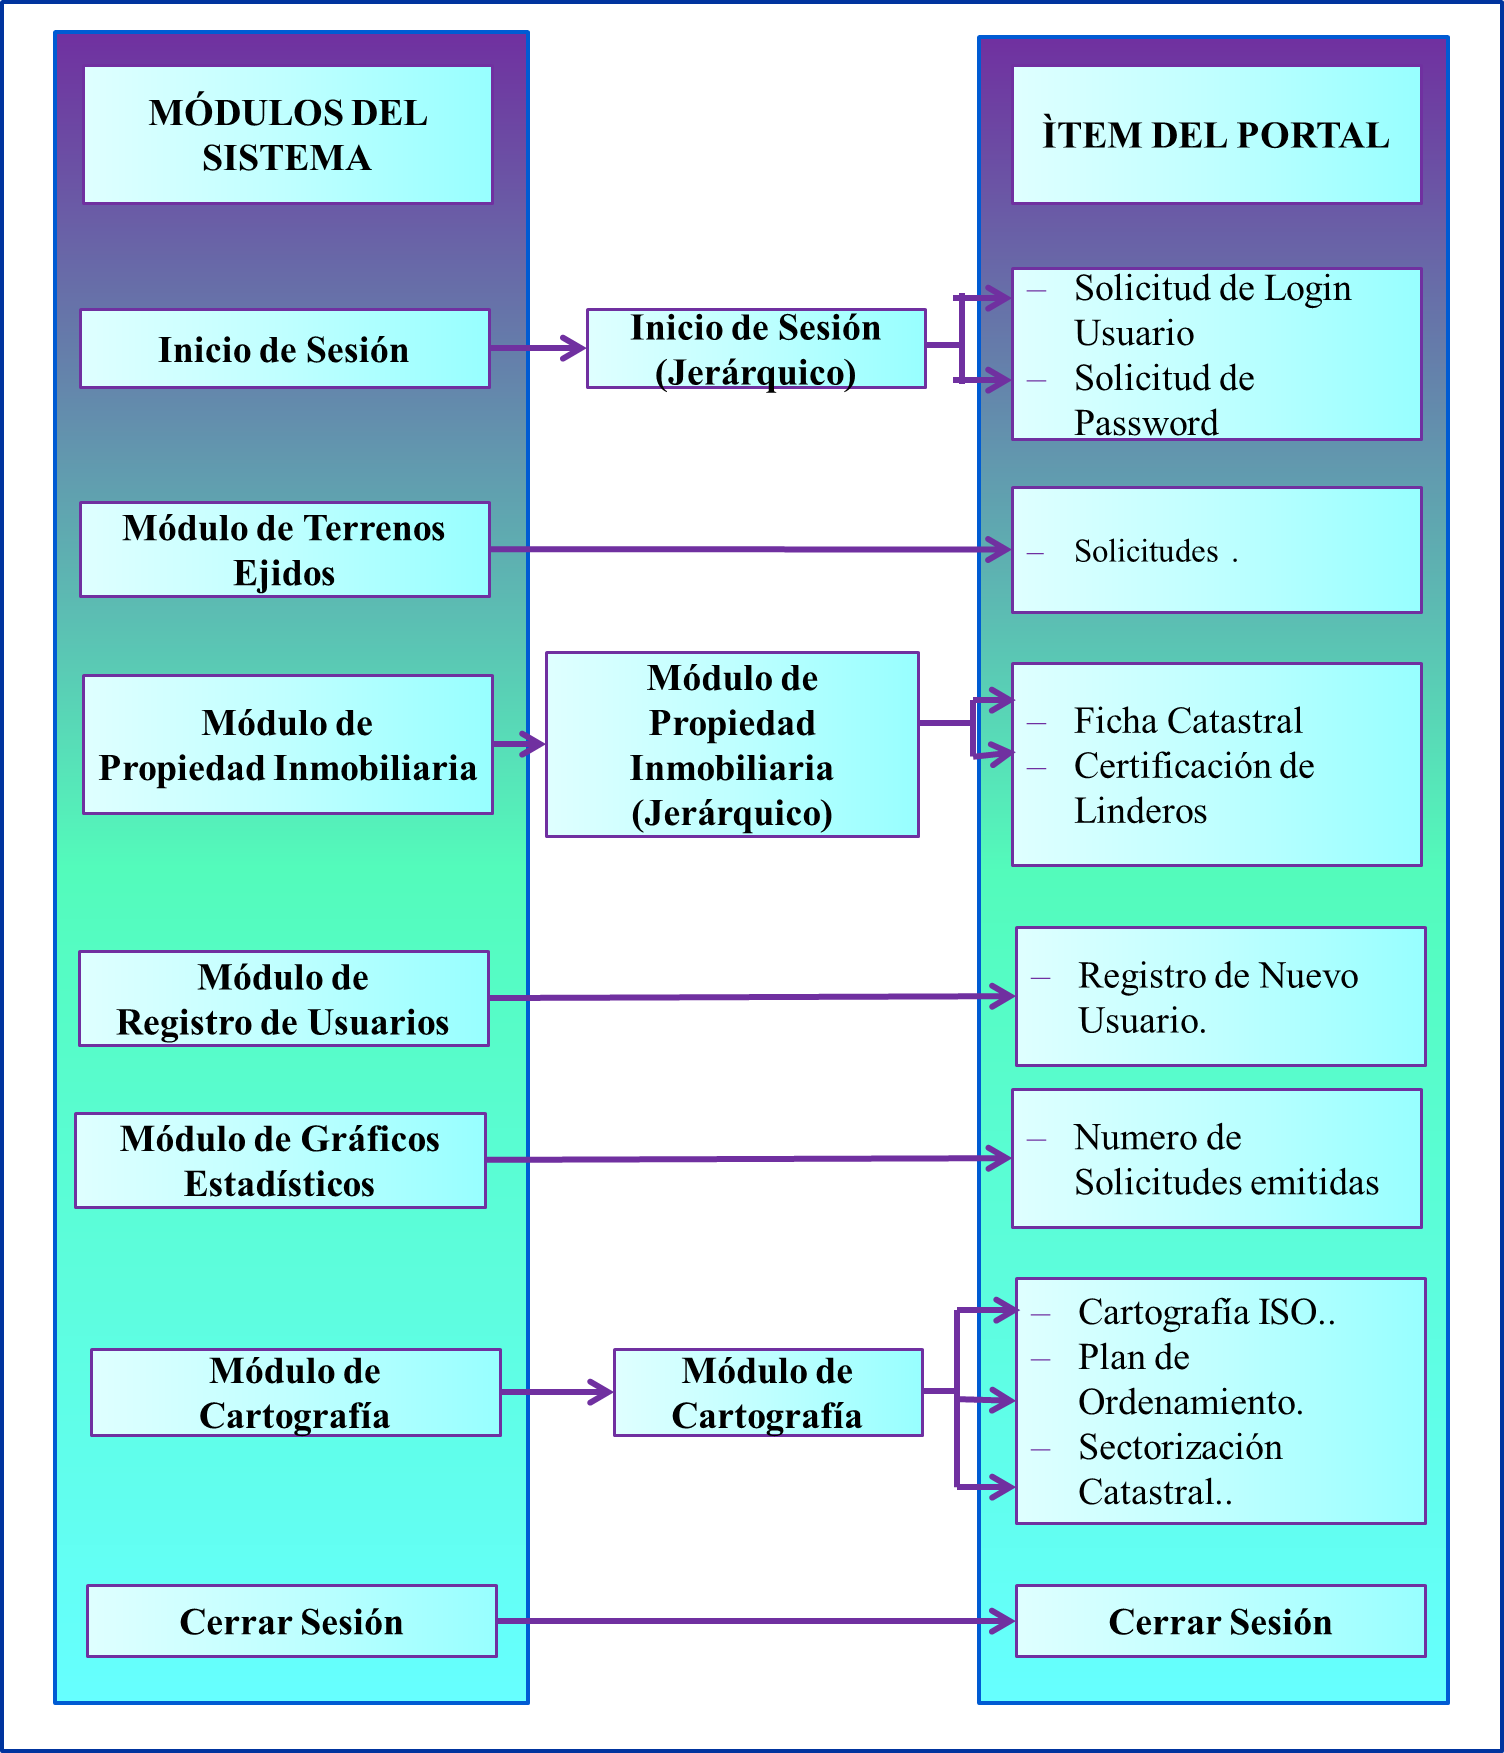 MÓDULOS DEL
SISTEMA
ÌTEM DEL PORTAL
Inicio de Sesión
Inicio de Sesión
(Jerárquico)
– Solicitud de Login
Usuario
– Solicitud de
Password
Módulo de Terrenos
Ejidos
– Solicitudes .
Módulo de
Propiedad Inmobiliaria
Módulo de
Propiedad
Inmobiliaria
(Jerárquico)
– Ficha Catastral
– Certificación de
Linderos
Módulo de
Registro de Usuarios
– Registro de Nuevo
Usuario.
Módulo de Gráficos
Estadísticos
– Numero de
Solicitudes emitidas
Módulo de
Cartografía
Módulo de
Cartografía
– Cartografía ISO..
– Plan de
Ordenamiento.
– Sectorización
Catastral..
Cerrar Sesión
Cerrar Sesión